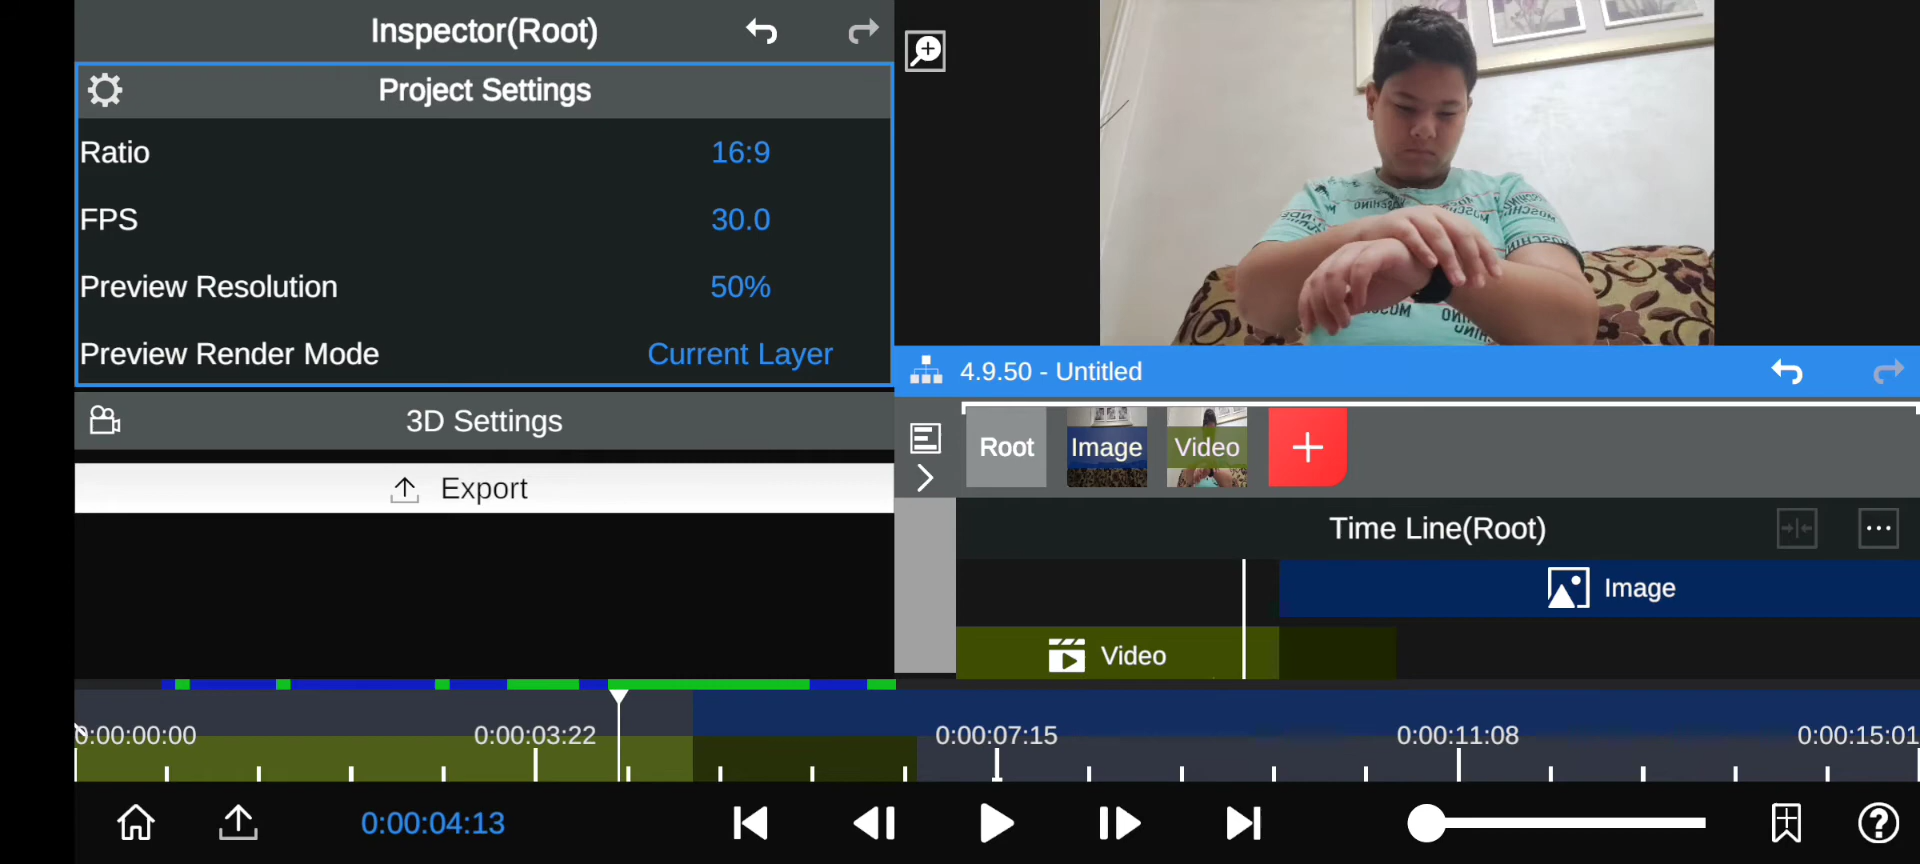 Inspector(Root)
Project Settings
Ratio 16:9
FPS 30.0
Preview Resolution 50%
Preview Render Mode Current Layer
3D Settings
Export
MOSCHINO
4.9.50 - Untitled
Root Image Video
Time Line(Root)
Image
Video
0:00:00:00 0:00:03:22 0:00:07:15 0:00:11:08 0:00:15:01
0:00:04:13